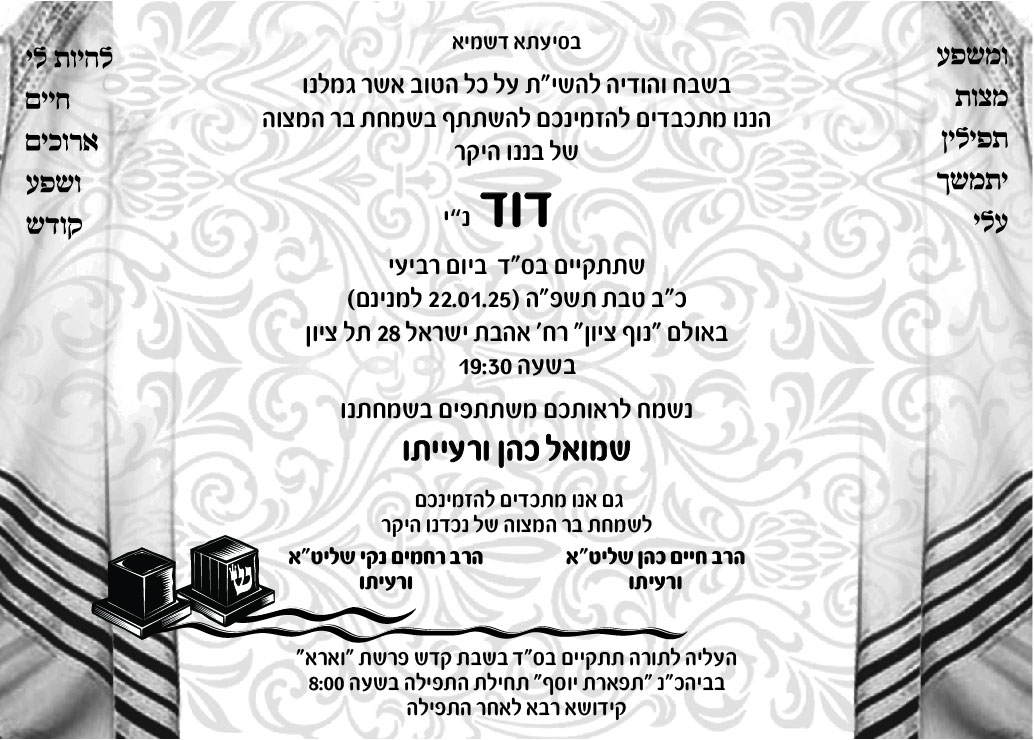 בסיעתא דשמיא
ומשפע
מצות
תפילין
יתמשך
עלי
להיות לי
חיים
ארוכים
ושפע
קודש
בשבח והודיה להשי"ת על כל הטוב אשר גמלנו
הננו מתכבדים להזמינכם להשתתף בשמחת בר המצוה
של בננו היקר
דוד נ"י
שתתקיים בס"ד ביום רביעי
כ"ב טבת תשפ"ה (22.01.25 למנינם)
באולם "נוף ציון" רח' אהבת ישראל 28 תל ציון
בשעה 19:30
נשמח לראותכם משתתפים בשמחתנו
שמואל כהן ורעייתו
גם אנו מתכדים להזמינכם
לשמחת בר המצוה של נכדנו היקר
הרב חיים כהן שליט"א
ורעיתו
הרב רחמים נקי שליט"א
ורעיתו
ש
העליה לתורה תתקיים בס"ד בשבת קדש פרשת "וארא"
בביהכ"נ "תפארת יוסף" תחילת התפילה בשעה 8:00
קידושא רבא לאחר התפילה